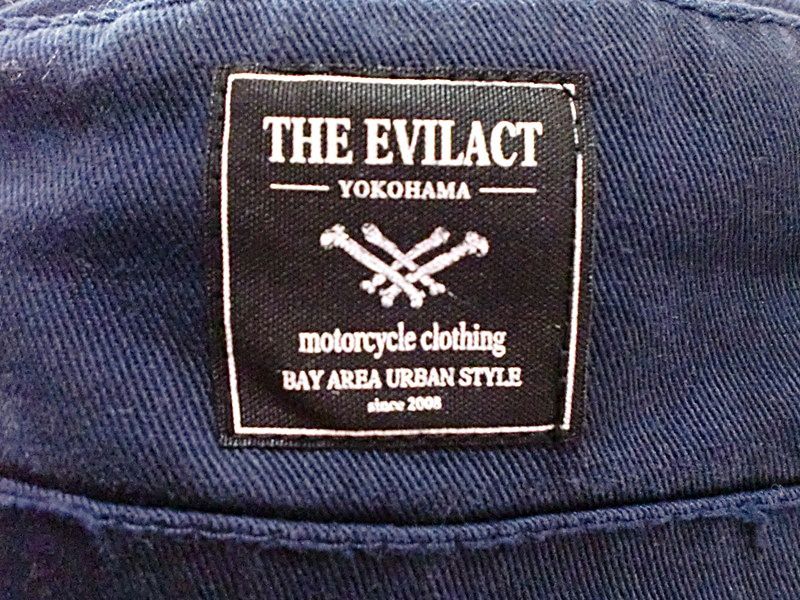 THE EVILACT
YOKOHAMA
motorcycle clothing
BAY AREA URBAN STYLE
since 2008